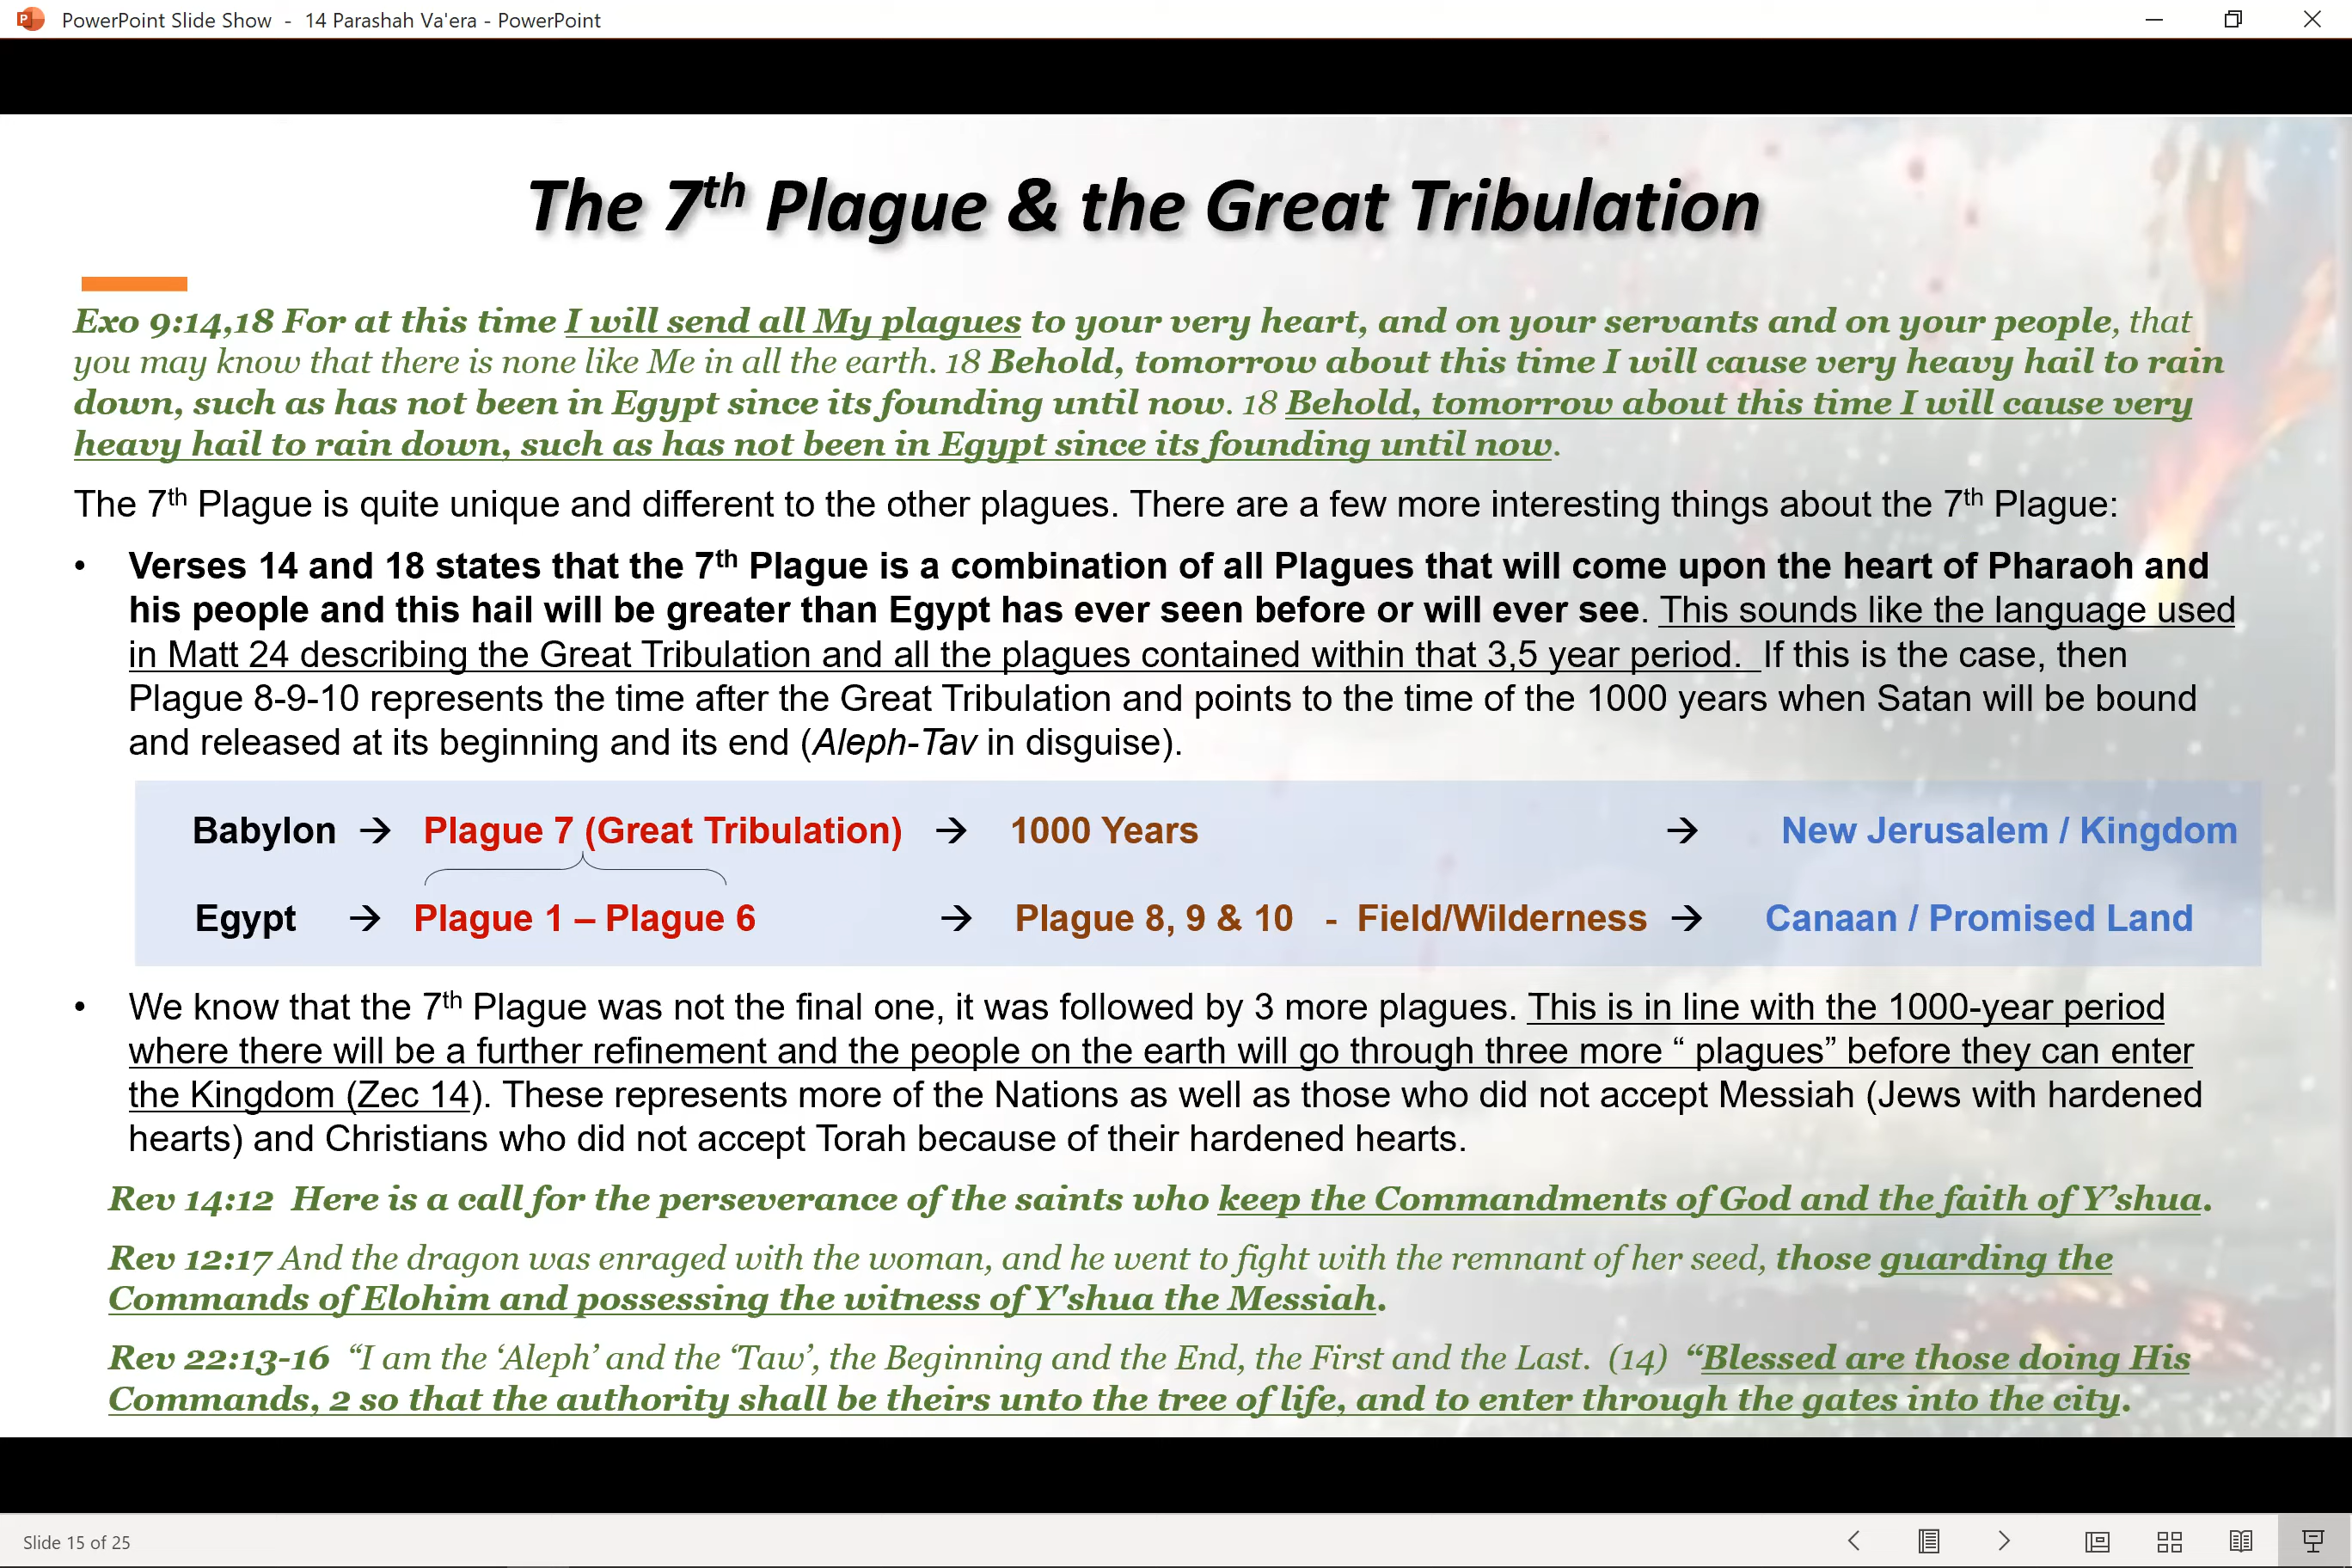 PowerPoint Slide Show - 14 Parashah Va'era - PowerPoint
The 7th Plague & the Great Tribulation
Exo 9:14,18 For at this time I will send all My plagues to your very heart, and on your servants and on your people, that
you may know that there is none like Me in all the earth. 18 Behold, tomorrow about this time I will cause very heavy hail to rain
down, such as has not been in Egypt since its founding until now. 18 Behold, tomorrow about this time I will cause very
heavy hail to rain down, such as has not been in Egypt since its founding until now.
The 7th Plague is quite unique and different to the other plagues. There are a few more interesting things about the 7th Plague:
• Verses 14 and 18 states that the 7th Plague is a combination of all Plagues that will come upon the heart of Pharaoh and
his people and this hail will be greater than Egypt has ever seen before or will ever see. This sounds like the language used
in Matt 24 describing the Great Tribulation and all the plagues contained within that 3,5 year period. If this is the case, then
Plague 8-9-10 represents the time after the Great Tribulation and points to the time of the 1000 years when Satan will be bound
and released at its beginning and its end (Aleph-Tav in disguise).
Babylon → Plague 7 (Great Tribulation) → 1000 Years → New Jerusalem / Kingdom
Egypt → Plague 1 – Plague 6 → Plague 8, 9 & 10 - Field/Wilderness → Canaan / Promised Land
• We know that the 7th Plague was not the final one, it was followed by 3 more plagues. This is in line with the 1000-year period
where there will be a further refinement and the people on the earth will go through three more “ plagues” before they can enter
the Kingdom (Zec 14). These represents more of the Nations as well as those who did not accept Messiah (Jews with hardened
hearts) and Christians who did not accept Torah because of their hardened hearts.
Rev 14:12 Here is a call for the perseverance of the saints who keep the Commandments of God and the faith of Y’shua.
Rev 12:17 And the dragon was enraged with the woman, and he went to fight with the remnant of her seed, those guarding the
Commands of Elohim and possessing the witness of Y'shua the Messiah.
Rev 22:13-16 “I am the ‘Aleph’ and the ‘Taw’, the Beginning and the End, the First and the Last. (14) “Blessed are those doing His
Commands, 2 so that the authority shall be theirs unto the tree of life, and to enter through the gates into the city.
Slide 15 of 25